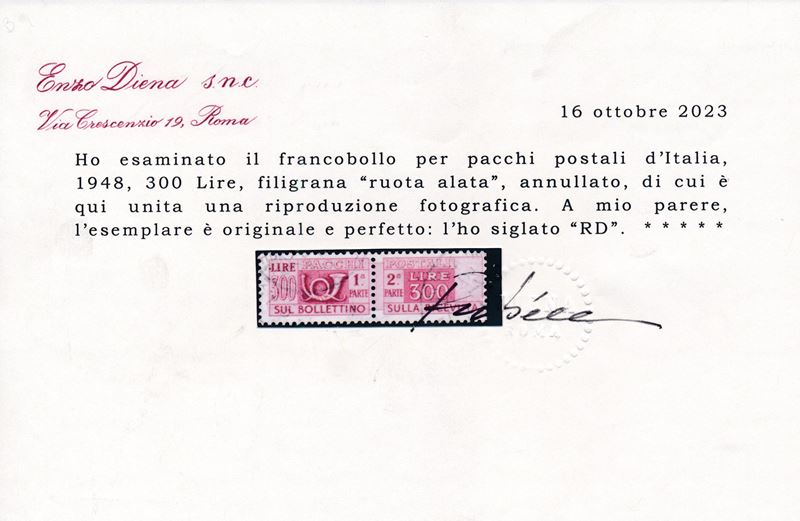 Enzo Diena s.n.c.
Via Crescenzio 19, Roma
16 ottobre 2023
Ho esaminato il francobollo per pacchi postali d'Italia,
1948, 300 Lire, filigrana “ruota alata”, annullato, di cui è
qui unita una riproduzione fotografica. A mio parere,
l'esemplare è originale e perfetto: l'ho siglato “RD”. * * * * *
LIRE PACCHI POSTALI LIRE
300 1ª PARTE 2ª PARTE 300
SUL BOLLETTINO SULLA